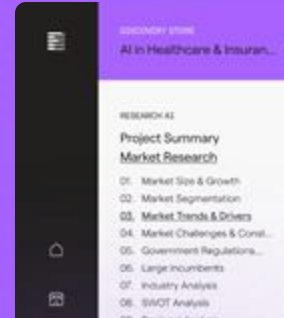 DISCOVERY STORE
AI in Healthcare & Insuran...
RESEARCH AI
Project Summary
Market Research
01. Market Size & Growth
02. Market Segmentation
03. Market Trends & Drivers
04. Market Challenges & Const...
05. Government Regulations...
06. Large Incumbents
07. Industry Analysis
08. SWOT Analysis